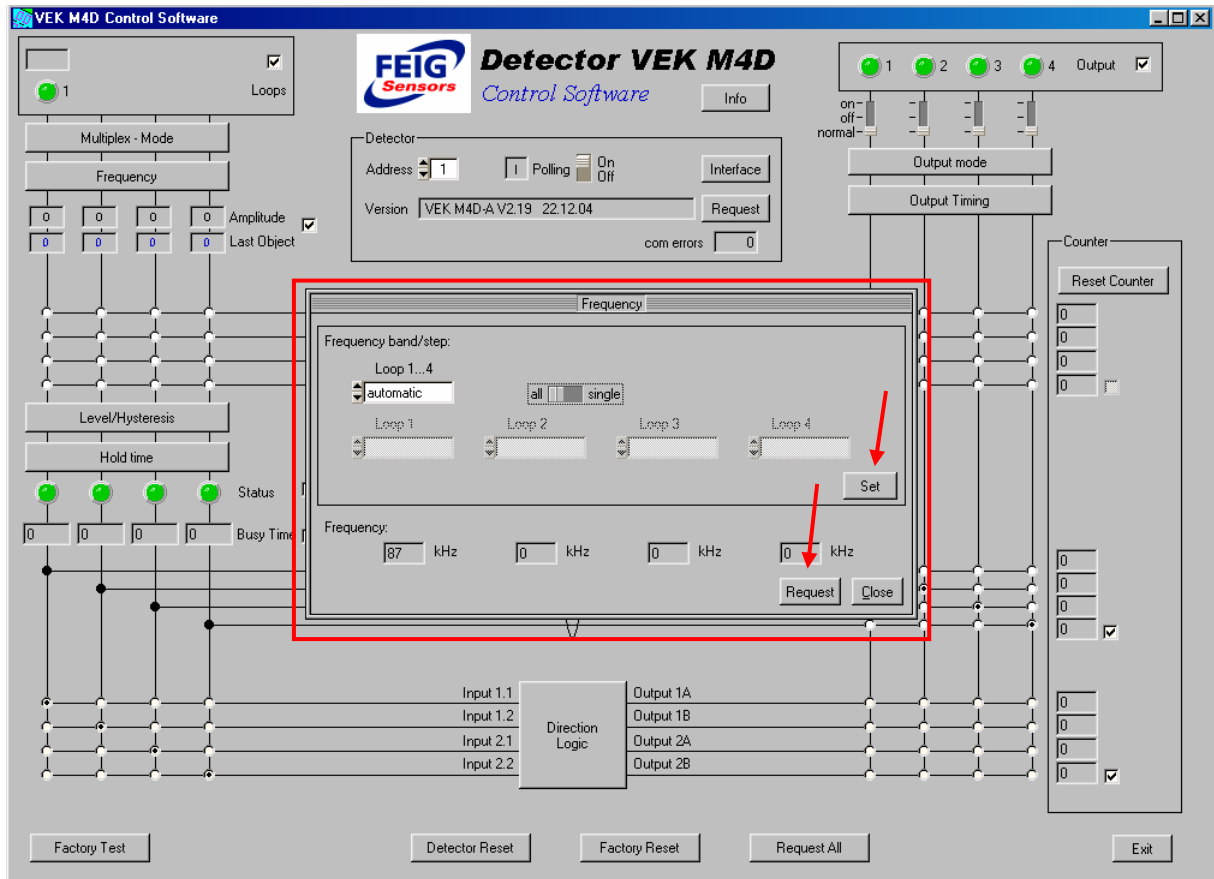 VEK M4D Control Software
1
Loops
FEIG
Sensors
Detector VEK M4D
Control Software
Info
1 2 3 4 Output
on
off
normal
Multiplex - Mode
Frequency
0 0 0 0 Amplitude
0 0 0 0 Last Object
Detector
Address 1 I Polling On
Off
Interface
Version VEK M4D-A V2.19 22.12.04 Request
com errors 0
Output mode
Output Timing
Counter
Reset Counter
0
0
0
0
Frequency
Frequency band/step:
Loop 1...4
automatic
all single
Loop 1 Loop 2 Loop 3 Loop 4
Set
Frequency:
87 kHz 0 kHz 0 kHz 0 kHz
Request Close
Level/Hysteresis
Hold time
Status
0 0 0 0 Busy Time
0
0
0
0
Input 1.1
Input 1.2
Input 2.1
Input 2.2
Direction
Logic
Output 1A
Output 1B
Output 2A
Output 2B
0
0
0
0
Factory Test
Detector Reset
Factory Reset
Request All
Exit